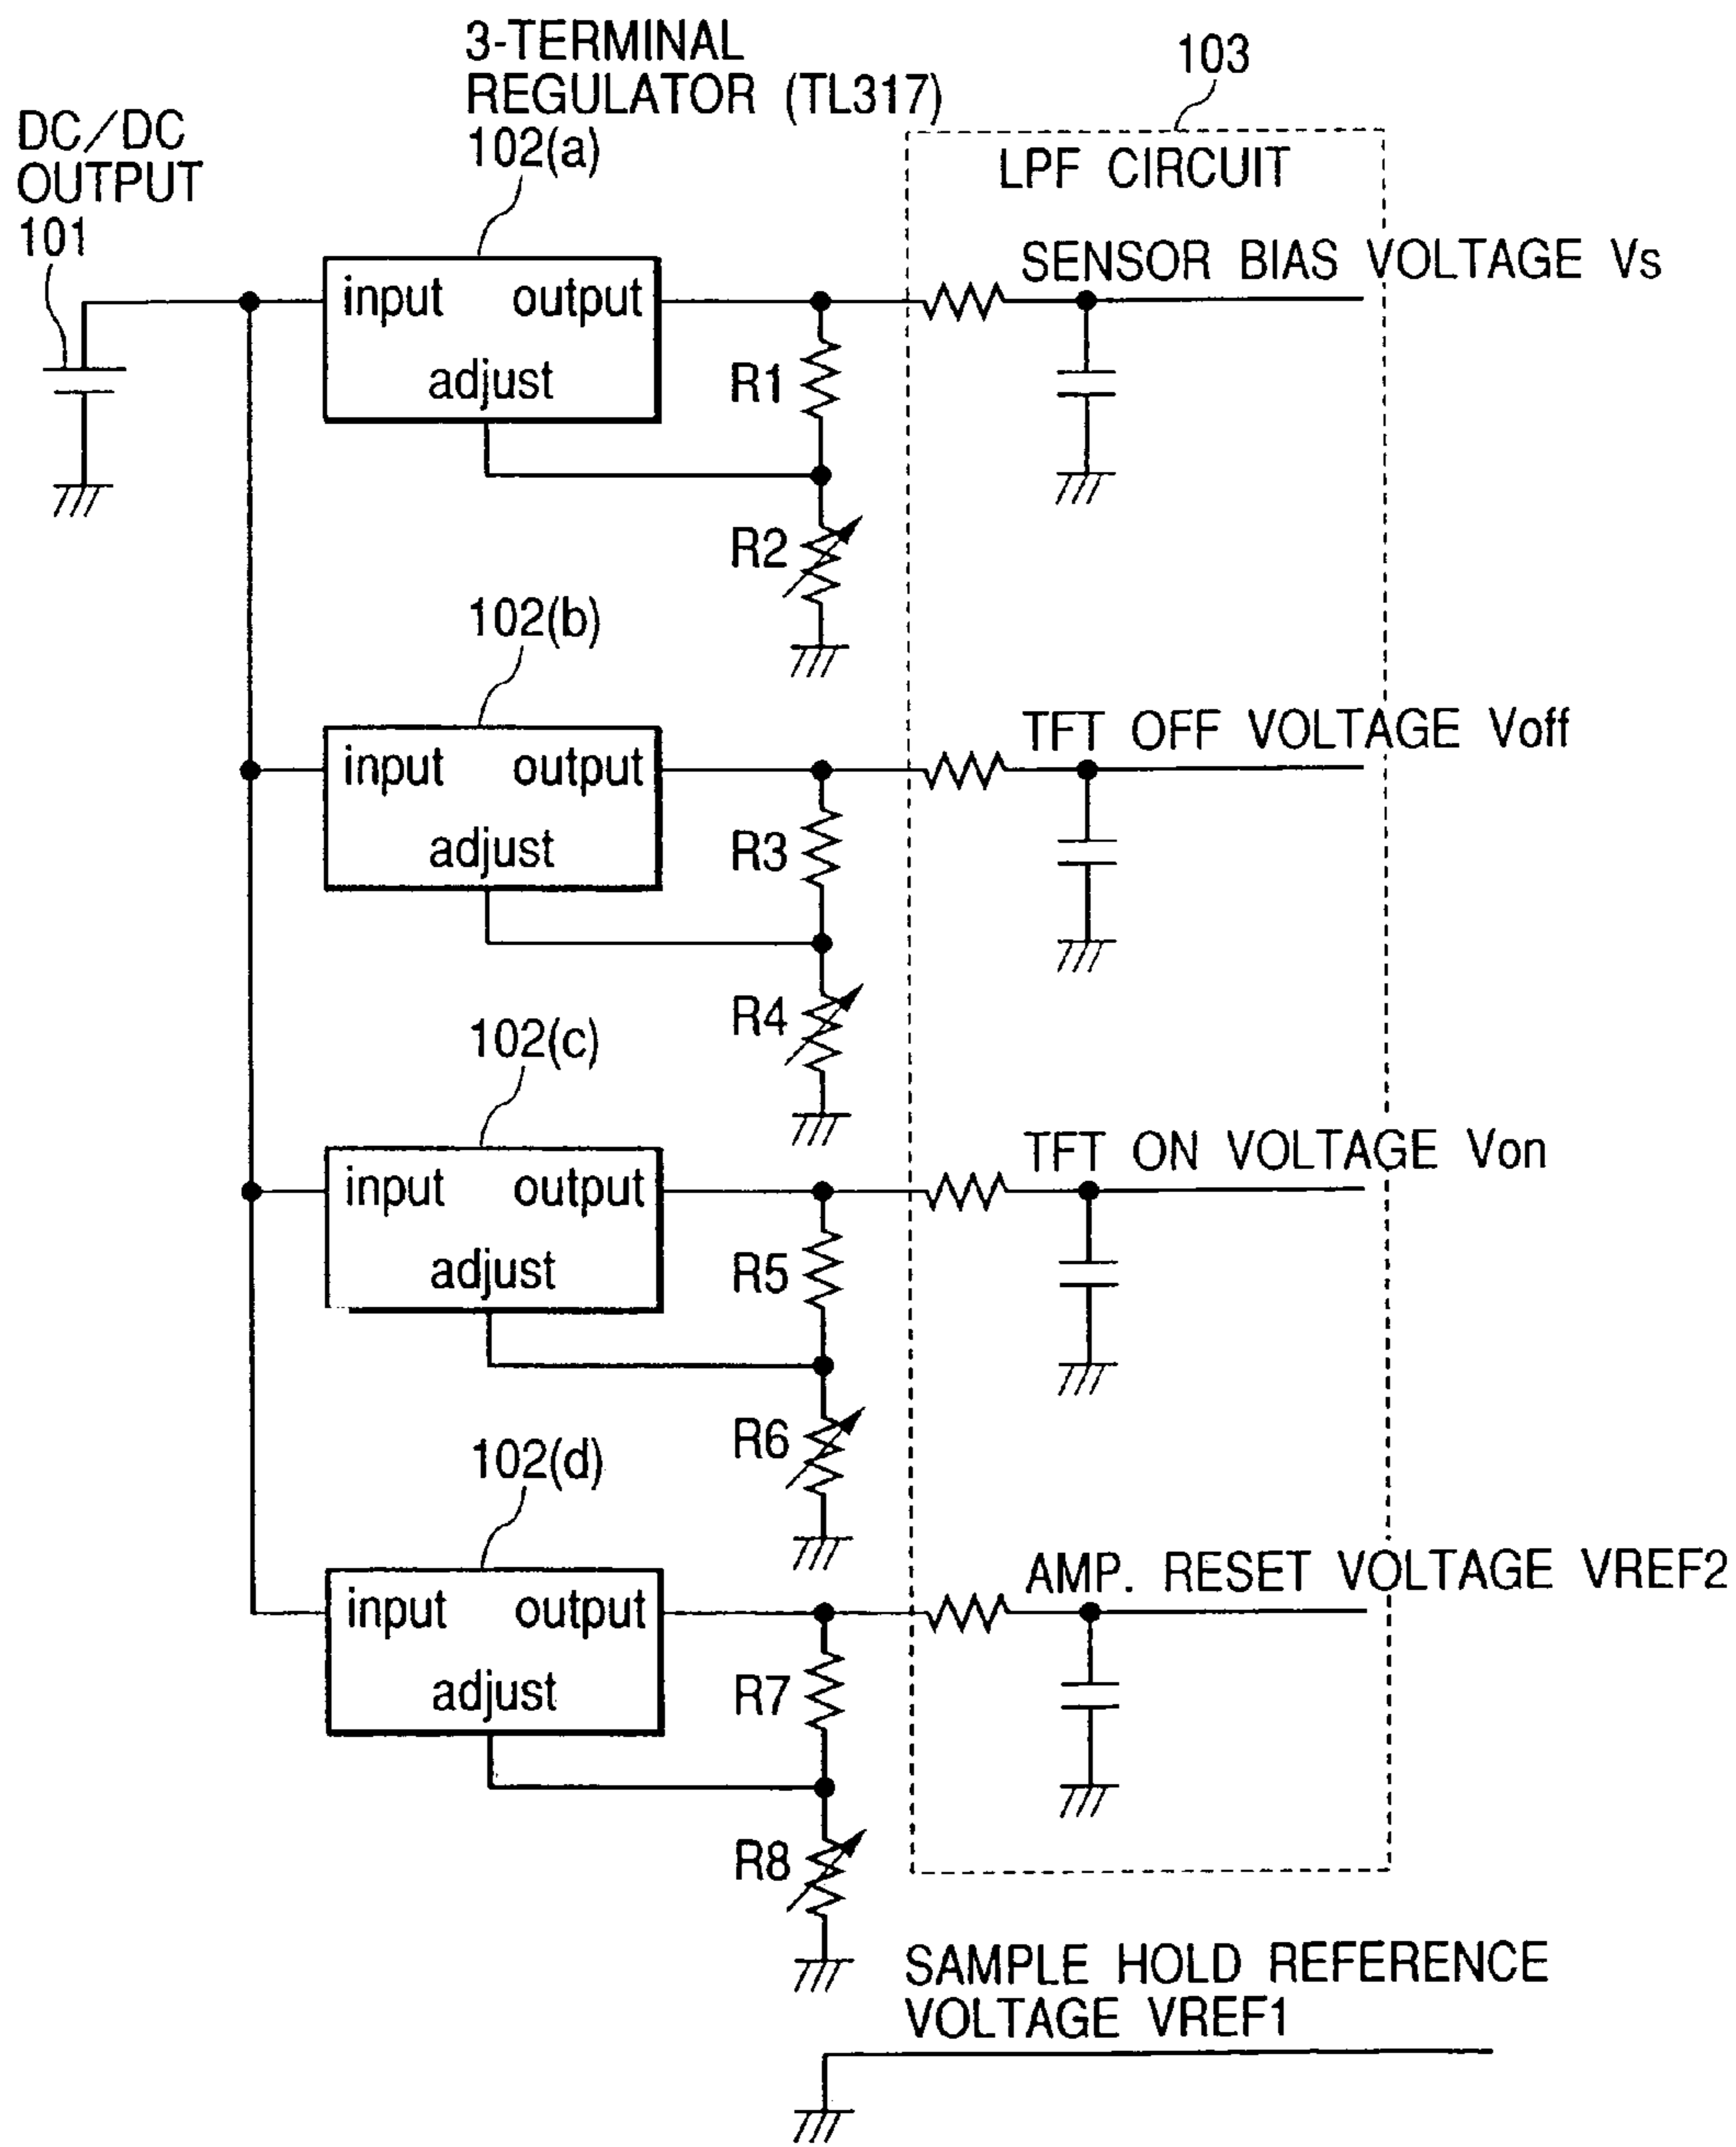 3-TERMINAL
REGULATOR (TL317)
102(a)
103
DC/DC
OUTPUT
101
LPF CIRCUIT
SENSOR BIAS VOLTAGE Vs
input output
adjust
R1
R2
102(b)
TFT OFF VOLTAGE Voff
input output
adjust
R3
R4
102(c)
TFT ON VOLTAGE Von
input output
adjust
R5
R6
102(d)
AMP. RESET VOLTAGE VREF2
input output
adjust
R7
R8
SAMPLE HOLD REFERENCE
VOLTAGE VREF1